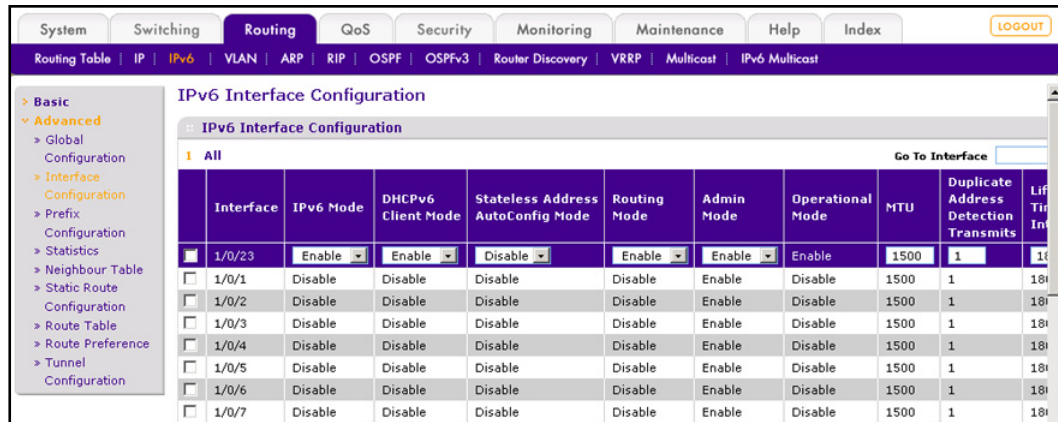 System Switching Routing QoS Security Monitoring Maintenance Help Index LOGOUT
Routing Table | IP | IPv6 | VLAN | ARP | RIP | OSPF | OSPFv3 | Router Discovery | VRRP | Multicast | IPv6 Multicast
Basic
Advanced
» Global
Configuration
» Interface
Configuration
» Prefix
Configuration
» Statistics
» Neighbour Table
» Static Route
Configuration
» Route Table
» Route Preference
» Tunnel
Configuration
IPv6 Interface Configuration
IPv6 Interface Configuration
1 All Go To Interface
Interface IPv6 Mode DHCPv6 Client Mode Stateless Address AutoConfig Mode Routing Mode Admin Mode Operational Mode MTU Duplicate Address Detection Transmits
1/0/23 Enable Enable Disable Enable Enable Enable 1500 1
1/0/1 Disable Disable Disable Disable Enable Disable 1500 1
1/0/2 Disable Disable Disable Disable Enable Disable 1500 1
1/0/3 Disable Disable Disable Disable Enable Disable 1500 1
1/0/4 Disable Disable Disable Disable Enable Disable 1500 1
1/0/5 Disable Disable Disable Disable Enable Disable 1500 1
1/0/6 Disable Disable Disable Disable Enable Disable 1500 1
1/0/7 Disable Disable Disable Disable Enable Disable 1500 1